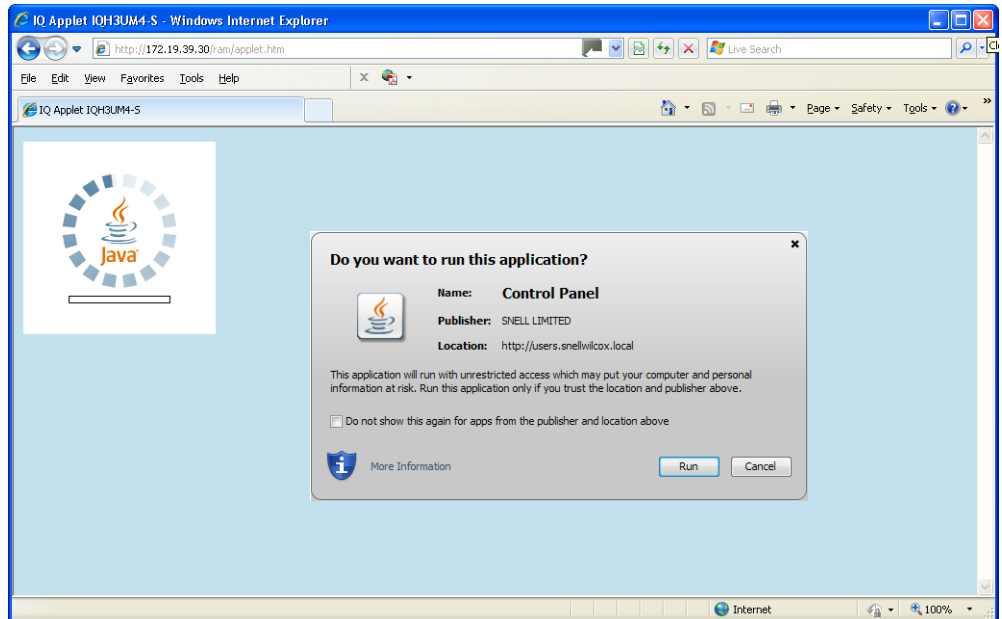 IQ Applet IQH3UM4-S - Windows Internet Explorer
http://172.19.39.30/ram/applet.htm
Live Search
File Edit View Favorites Tools Help
X
IQ Applet IQH3UM4-S
Page Safety Tools »
Java
Do you want to run this application?
Name: Control Panel
Publisher: SNELL LIMITED
Location: http://users.snellwilcox.local
This application will run with unrestricted access which may put your computer and personal
information at risk. Run this application only if you trust the location and publisher above.
Do not show this again for apps from the publisher and location above
More Information
Run Cancel
Internet 100%